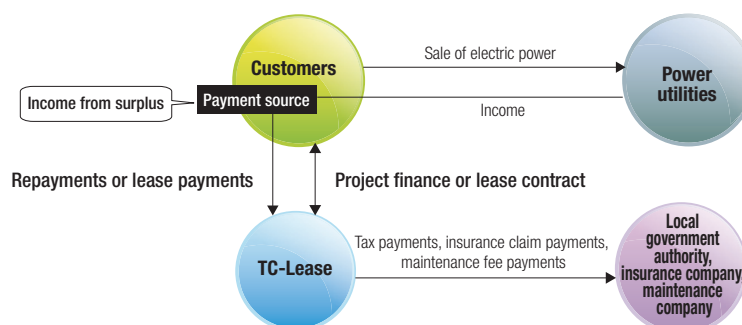 Customers
Sale of electric power
Power
utilities
Income from surplus
Payment source
Income
Repayments or lease payments
Project finance or lease contract
TC-Lease
Tax payments, insurance claim payments,
maintenance fee payments
Local
government
authority,
insurance company,
maintenance
company